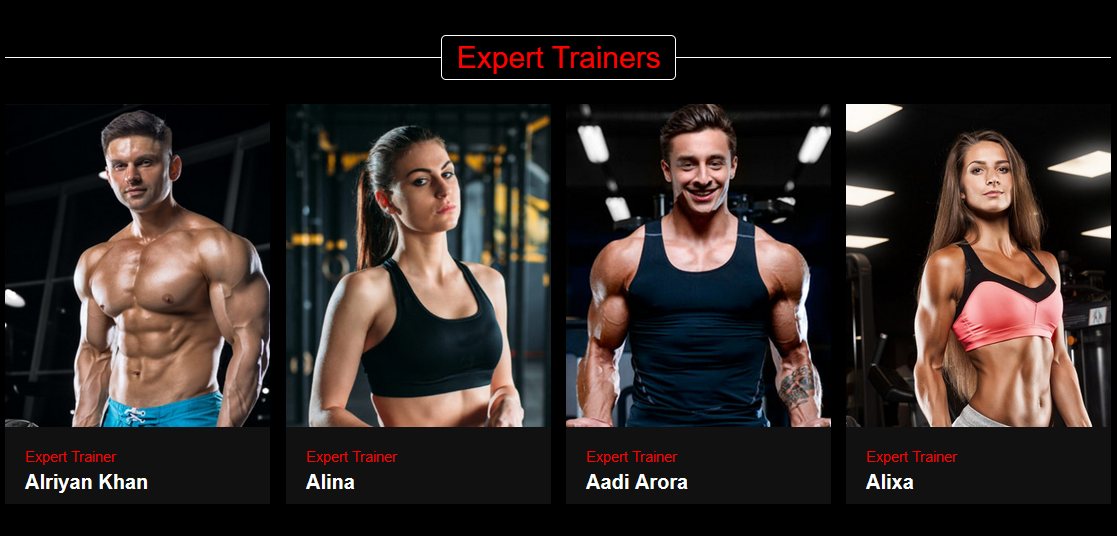 Expert Trainers
Expert Trainer
Alriyan Khan
Expert Trainer
Alina
Expert Trainer
Aadi Arora
Expert Trainer
Alixa